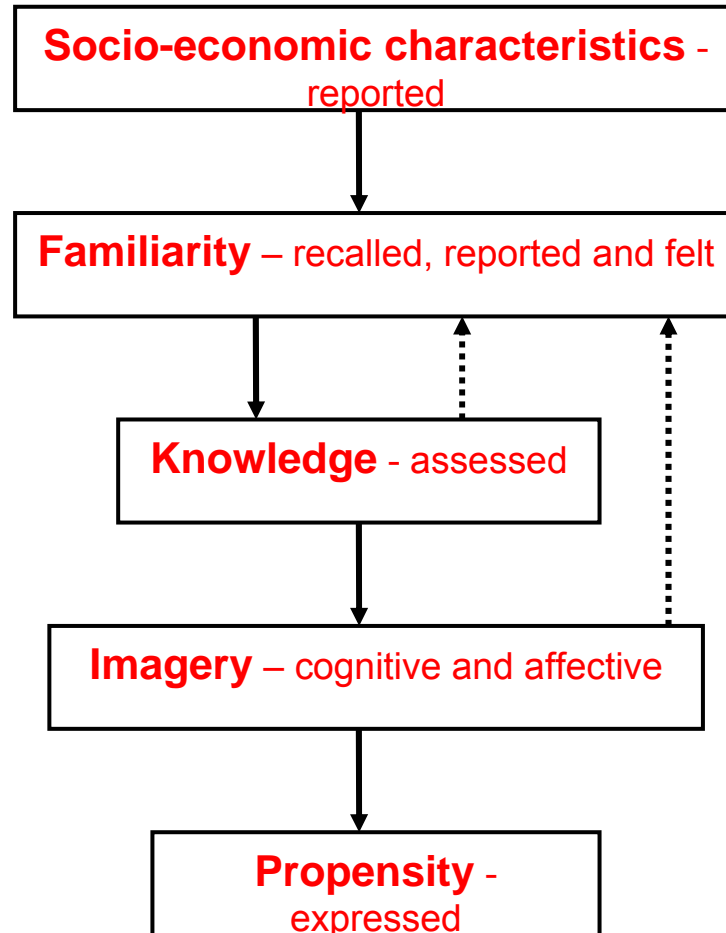 Socio-economic characteristics -
reported
Familiarity – recalled, reported and felt
Knowledge - assessed
Imagery – cognitive and affective
Propensity -
expressed